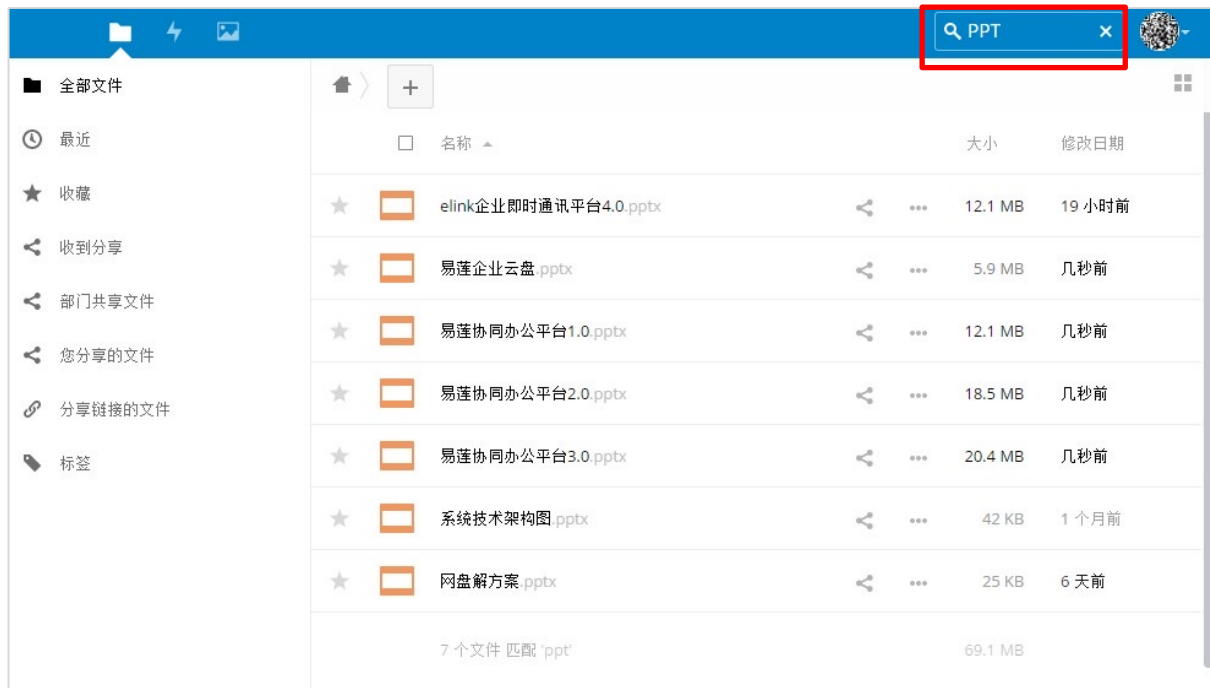 PPT
全部文件
最近
收藏
收到分享
部门共享文件
您分享的文件
分享链接的文件
标签
+
名称 大小 修改日期
elink企业即时通讯平台4.0.pptx 12.1 MB 19 小时前
易莲企业云盘.pptx 5.9 MB 几秒前
易莲协同办公平台1.0.pptx 12.1 MB 几秒前
易莲协同办公平台2.0.pptx 18.5 MB 几秒前
易莲协同办公平台3.0.pptx 20.4 MB 几秒前
系统技术架构图.pptx 42 KB 1 个月前
网盘解方案.pptx 25 KB 6 天前
7 个文件 匹配 'ppt' 69.1 MB